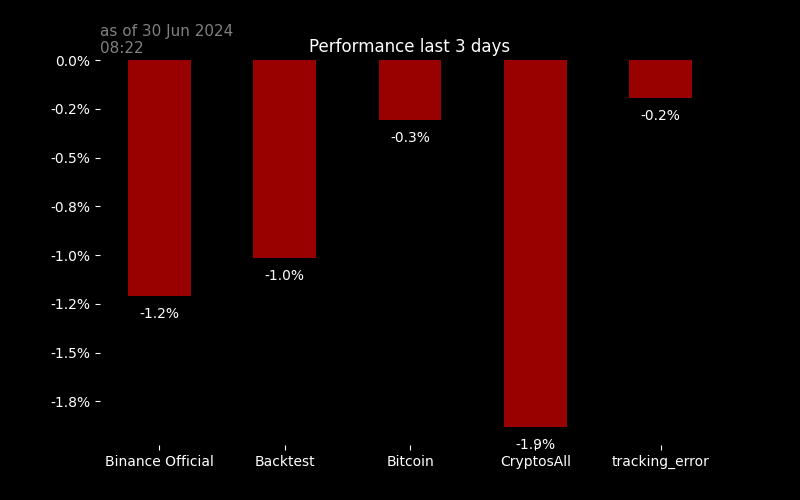 as of 30 Jun 2024
08:22
Performance last 3 days
0.0%
-0.2%
-0.5%
-0.8%
-1.0%
-1.2%
-1.5%
-1.8%
-1.2%
-1.0%
-0.3%
-1.9%
-0.2%
Binance Official
Backtest
Bitcoin
CryptosAll
tracking_error